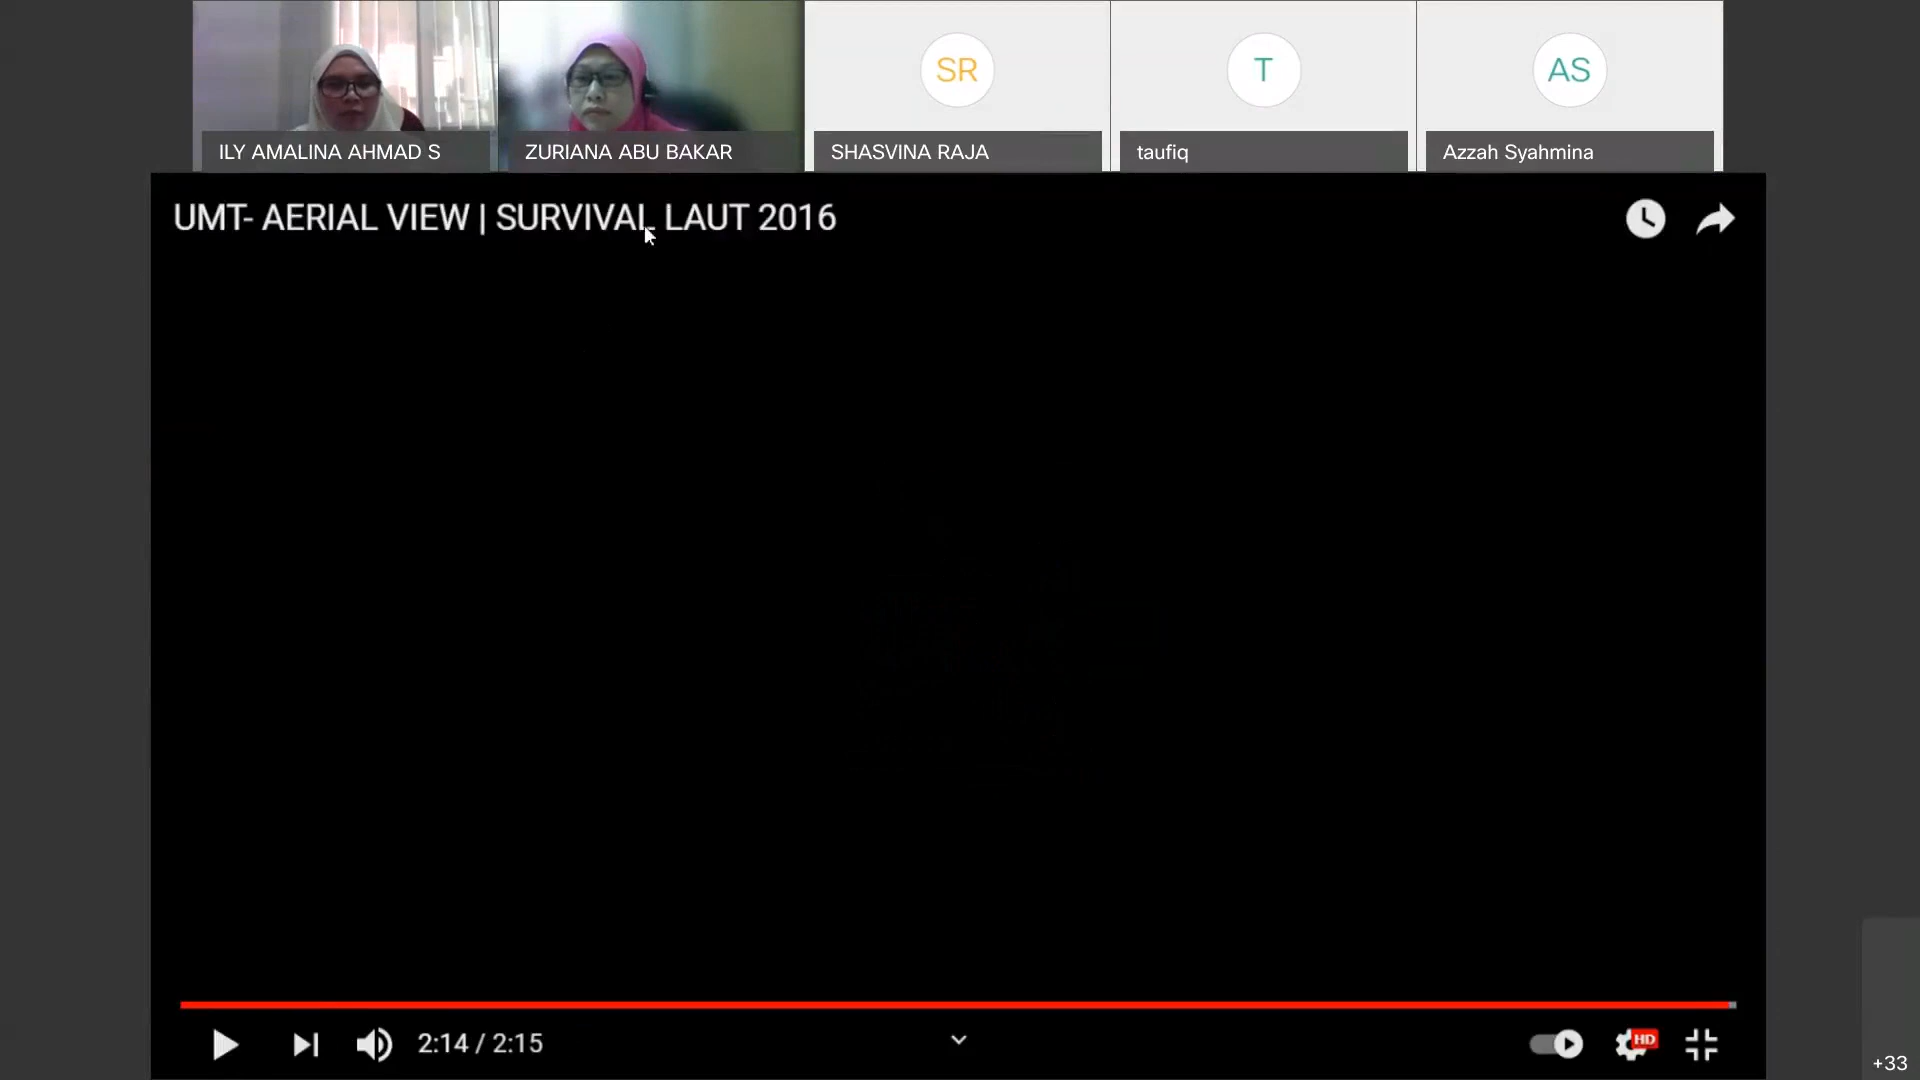 SR
T
AS
ILY AMALINA AHMAD S
ZURIANA ABU BAKAR
SHASVINA RAJA
taufiq
Azzah Syahmina
UMT- AERIAL VIEW | SURVIVAL LAUT 2016
2:14 / 2:15
HD
+33